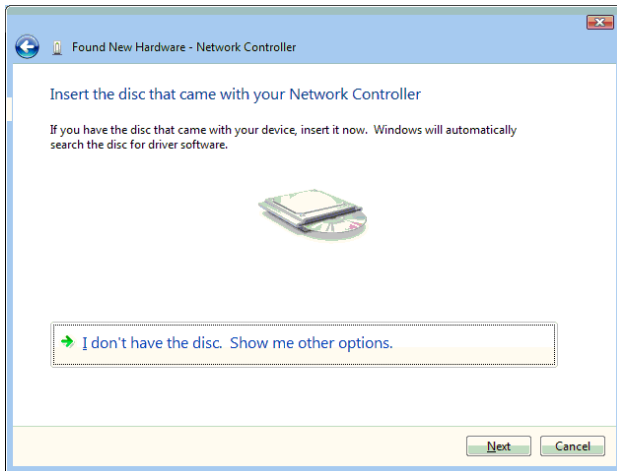 Found New Hardware - Network Controller
Insert the disc that came with your Network Controller
If you have the disc that came with your device, insert it now.  Windows will automatically
search the disc for driver software.
I don't have the disc.  Show me other options.
Next
Cancel